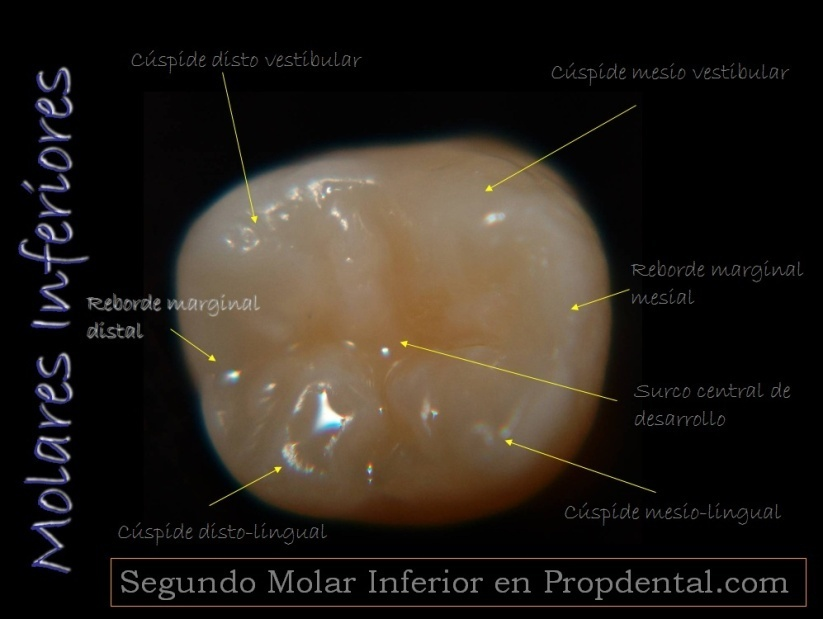 Molares Inferiores
Cúspide disto vestibular
Cúspide mesio vestibular
Reborde marginal
mesial
Reborde marginal
distal
Surco central de
desarrollo
Cúspide mesio-lingual
Cúspide disto-lingual
Segundo Molar Inferior en Propdental.com